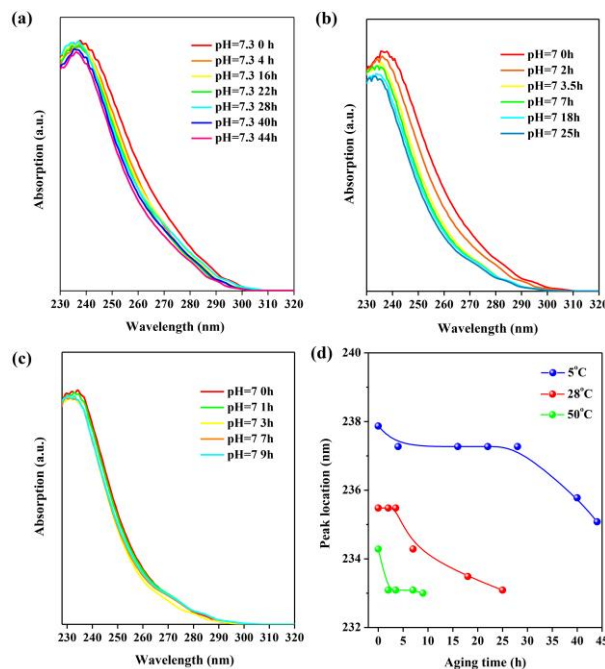 (a)
pH=7.3 0 h
pH=7.3 4 h
pH=7.3 16h
pH=7.3 22h
pH=7.3 28h
pH=7.3 40h
pH=7.3 44h
Absorption (a.u.)
230 240 250 260 270 280 290 300 310 320
Wavelength (nm)
(b)
pH=7 0h
pH=7 2h
pH=7 3.5h
pH=7 7h
pH=7 18h
pH=7 25h
Absorption (a.u.)
230 240 250 260 270 280 290 300 310 320
Wavelength (nm)
(c)
pH=7 0h
pH=7 1h
pH=7 3h
pH=7 7h
pH=7 9h
Absorption (a.u.)
230 240 250 260 270 280 290 300 310 320
Wavelength (nm)
(d)
5°C
28°C
50°C
Peak location (nm)
240
238
236
234
232
0 5 10 15 20 25 30 35 40 45
Aging time (h)